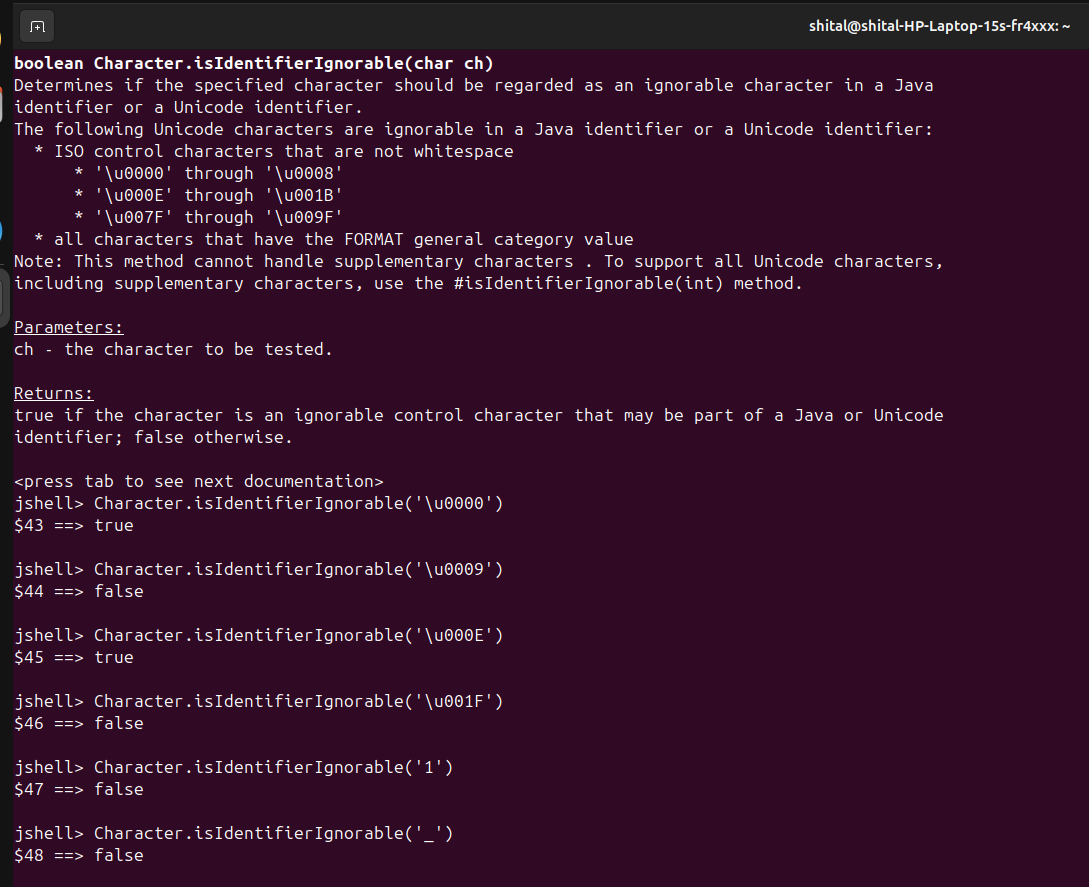 shital@shital-HP-Laptop-15s-fr4xxx: ~
boolean Character.isIdentifierIgnorable(char ch)
Determines if the specified character should be regarded as an ignorable character in a Java
identifier or a Unicode identifier.
The following Unicode characters are ignorable in a Java identifier or a Unicode identifier:
  * ISO control characters that are not whitespace
      * '\u0000' through '\u0008'
      * '\u000E' through '\u001B'
      * '\u007F' through '\u009F'
  * all characters that have the FORMAT general category value
Note: This method cannot handle supplementary characters . To support all Unicode characters,
including supplementary characters, use the #isIdentifierIgnorable(int) method.
Parameters:
ch - the character to be tested.
Returns:
true if the character is an ignorable control character that may be part of a Java or Unicode
identifier; false otherwise.
<press tab to see next documentation>
jshell> Character.isIdentifierIgnorable('\u0000')
$43 ==> true
jshell> Character.isIdentifierIgnorable('\u0009')
$44 ==> false
jshell> Character.isIdentifierIgnorable('\u000E')
$45 ==> true
jshell> Character.isIdentifierIgnorable('\u001F')
$46 ==> false
jshell> Character.isIdentifierIgnorable('1')
$47 ==> false
jshell> Character.isIdentifierIgnorable('_')
$48 ==> false